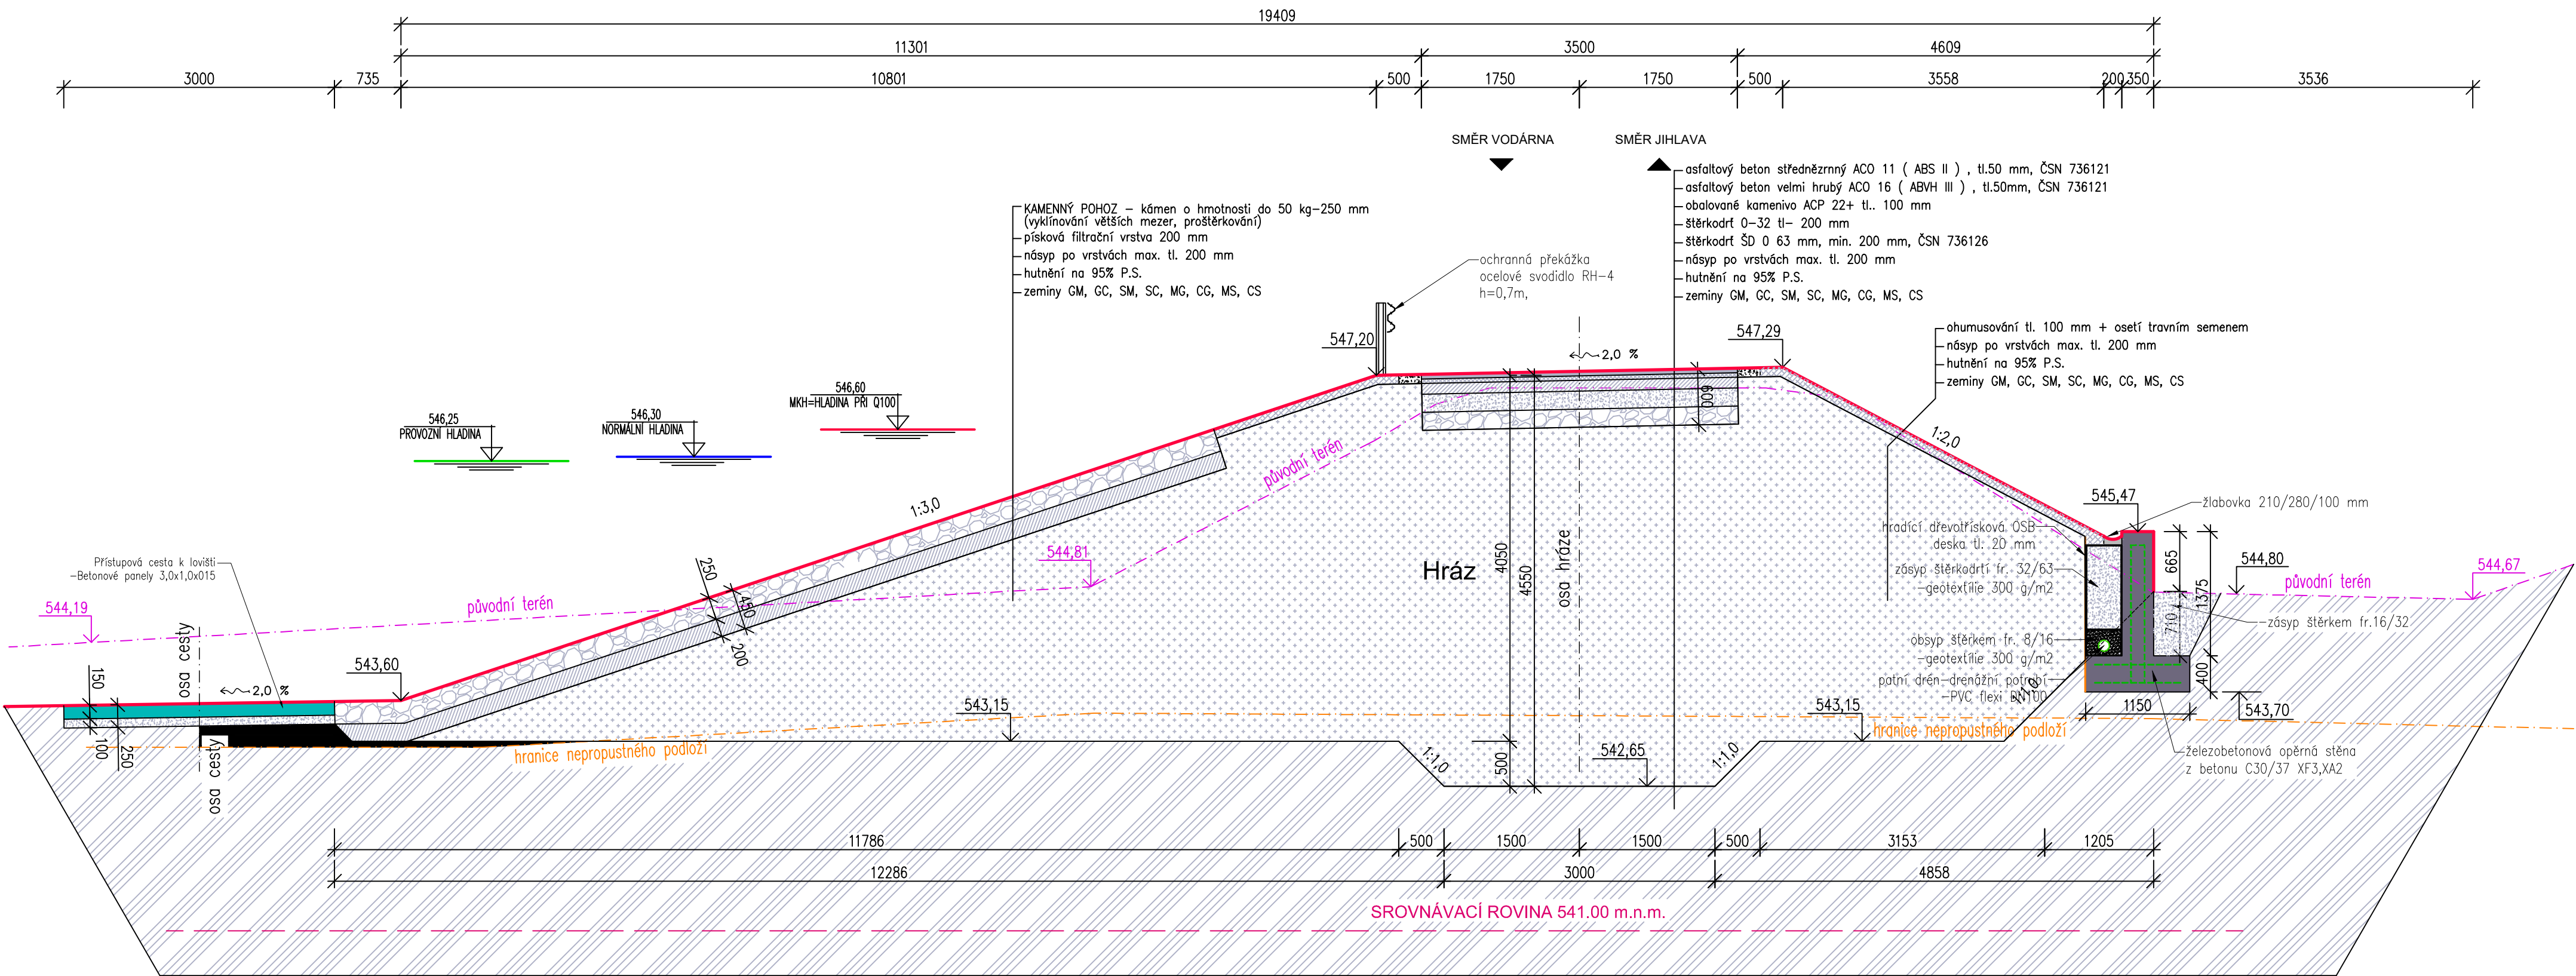 19409
11301
3500
4609
3000
735
10801
500
1750
1750
500
3558
200
350
3536
SMĚR VODÁRNA
SMĚR JIHLAVA
asfaltový beton střednězrnný ACO 11 ( ABS II ) , tl.50 mm, ČSN 736121
asfaltový beton velmi hrubý ACO 16 ( ABVH III ) , tl.50mm, ČSN 736121
obalované kamenivo ACP 22+ tl.. 100 mm
štěrkodrť 0-32 tl- 200 mm
štěrkodrť ŠD 0 63 mm, min. 200 mm, ČSN 736126
násyp po vrstvách max. tl. 200 mm
hutnění na 95% P.S.
zeminy GM, GC, SM, SC, MG, CG, MS, CS
KAMENNÝ POHOZ – kámen o hmotnosti do 50 kg-250 mm
(vyklínování větších mezer, proštěrkování)
písková filtrační vrstva 200 mm
násyp po vrstvách max. tl. 200 mm
hutnění na 95% P.S.
zeminy GM, GC, SM, SC, MG, CG, MS, CS
ochranná překážka
ocelové svodidlo RH-4
h=0,7m,
ohumusování tl. 100 mm + osetí travním semenem
násyp po vrstvách max. tl. 200 mm
hutnění na 95% P.S.
zeminy GM, GC, SM, SC, MG, CG, MS, CS
547,20
2,0 %
547,29
600
546,60
MKH=HLADINA PŘI Q100
546,25
PROVOZNÍ HLADINA
546,30
NORMÁLNÍ HLADINA
1:2,0
původní terén
1:3,0
545,47
žlabovka 210/280/100 mm
hradící dřevotřísková OSB
deska tl. 20 mm
zásyp štěrkodrtí fr. 32/63
-geotextílie 300 g/m2
obsyp štěrkem fr. 8/16
-geotextílie 300 g/m2
patní drén-drenážní potrubí
-PVC flexi DN100
1:1,0
665
1375
710
400
544,80
původní terén
544,67
zásyp štěrkem fr.16/32
1150
543,70
železobetonová opěrná stěna
z betonu C30/37 XF3,XA2
544,81
Hráz
4050
4550
osa hráze
Přístupová cesta k lovišti
-Betonové panely 3,0x1,0x015
544,19
původní terén
250
450
200
osa cesty
543,60
2,0 %
150
100
250
osa cesty
hranice nepropustného podloží
543,15
543,15
hranice nepropustného podloží
1:1,0
500
542,65
1:1,0
11786
500
1500
1500
500
3153
1205
12286
3000
4858
SROVNÁVACÍ ROVINA 541.00 m.n.m.